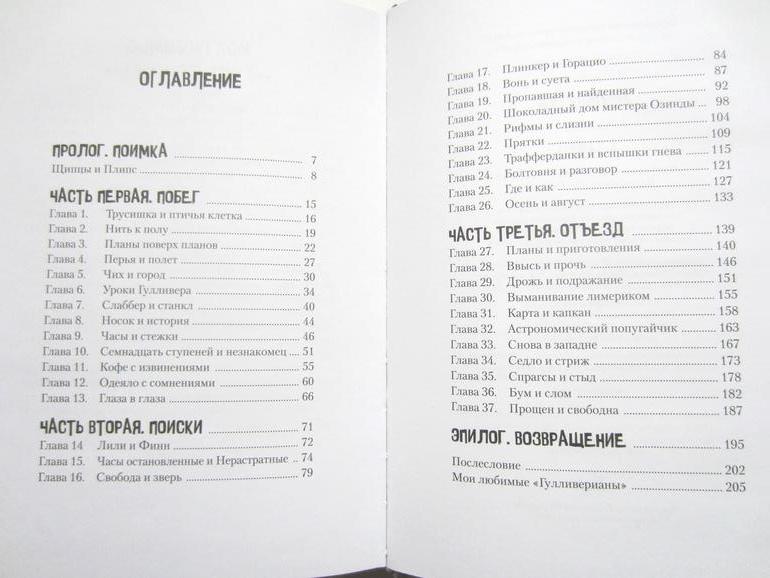 ОГЛАВЛЕНИЕ
ПРОЛОГ. ПОИМКА 7
Щипцы и Плипс 8
ЧАСТЬ ПЕРВАЯ. ПОБЕГ 15
Глава 1. Трусишка и птичья клетка 16
Глава 2. Нить к полу 19
Глава 3. Планы поверх планов 22
Глава 4. Перья и полет 27
Глава 5. Чих и город 30
Глава 6. Уроки Гулливера 34
Глава 7. Слаббер и станкл 40
Глава 8. Носок и история 44
Глава 9. Часы и стежки 46
Глава 10. Семнадцать ступеней и незнакомец 51
Глава 11. Кофе с извинениями 55
Глава 12. Одеяло с сомнениями 60
Глава 13. Глаза в глаза 66
ЧАСТЬ ВТОРАЯ. ПОИСКИ 71
Глава 14 Лили и Финн 72
Глава 15. Часы остановленные и Нерастратные 74
Глава 16. Свобода и зверь 79
Глава 17. Плинкер и Горацио 84
Глава 18. Вонь и суета 87
Глава 19. Пропавшая и найденная 92
Глава 20. Шоколадный дом мистера Озинды 98
Глава 21. Рифмы и слизни 104
Глава 22. Прятки 109
Глава 23. Трафферданки и вспышки гнева 115
Глава 24. Болтовня и разговор 121
Глава 25. Где и как 127
Глава 26. Осень и август 133
ЧАСТЬ ТРЕТЬЯ. ОТЪЕЗД 139
Глава 27. Планы и приготовления 140
Глава 28. Ввысь и прочь 146
Глава 29. Дрожь и подражание 151
Глава 30. Выманивание лимериком 155
Глава 31. Карта и капкан 158
Глава 32. Астрономический попугайчик 163
Глава 33. Снова в западне 167
Глава 34. Седло и стриж 173
Глава 35. Спрагсы и стыд 178
Глава 36. Бум и слом 182
Глава 37. Прощен и свободна 187
ЭПИЛОГ. ВОЗВРАЩЕНИЕ 195
Послесловие 202
Мои любимые «Гулливерианы» 205